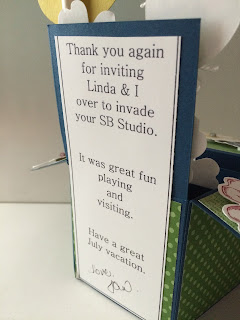 Thank you again
for inviting
Linda & I
over to invade
your SB Studio.
It was great fun
playing
and
visiting.
Have a great
July vacation.
love,